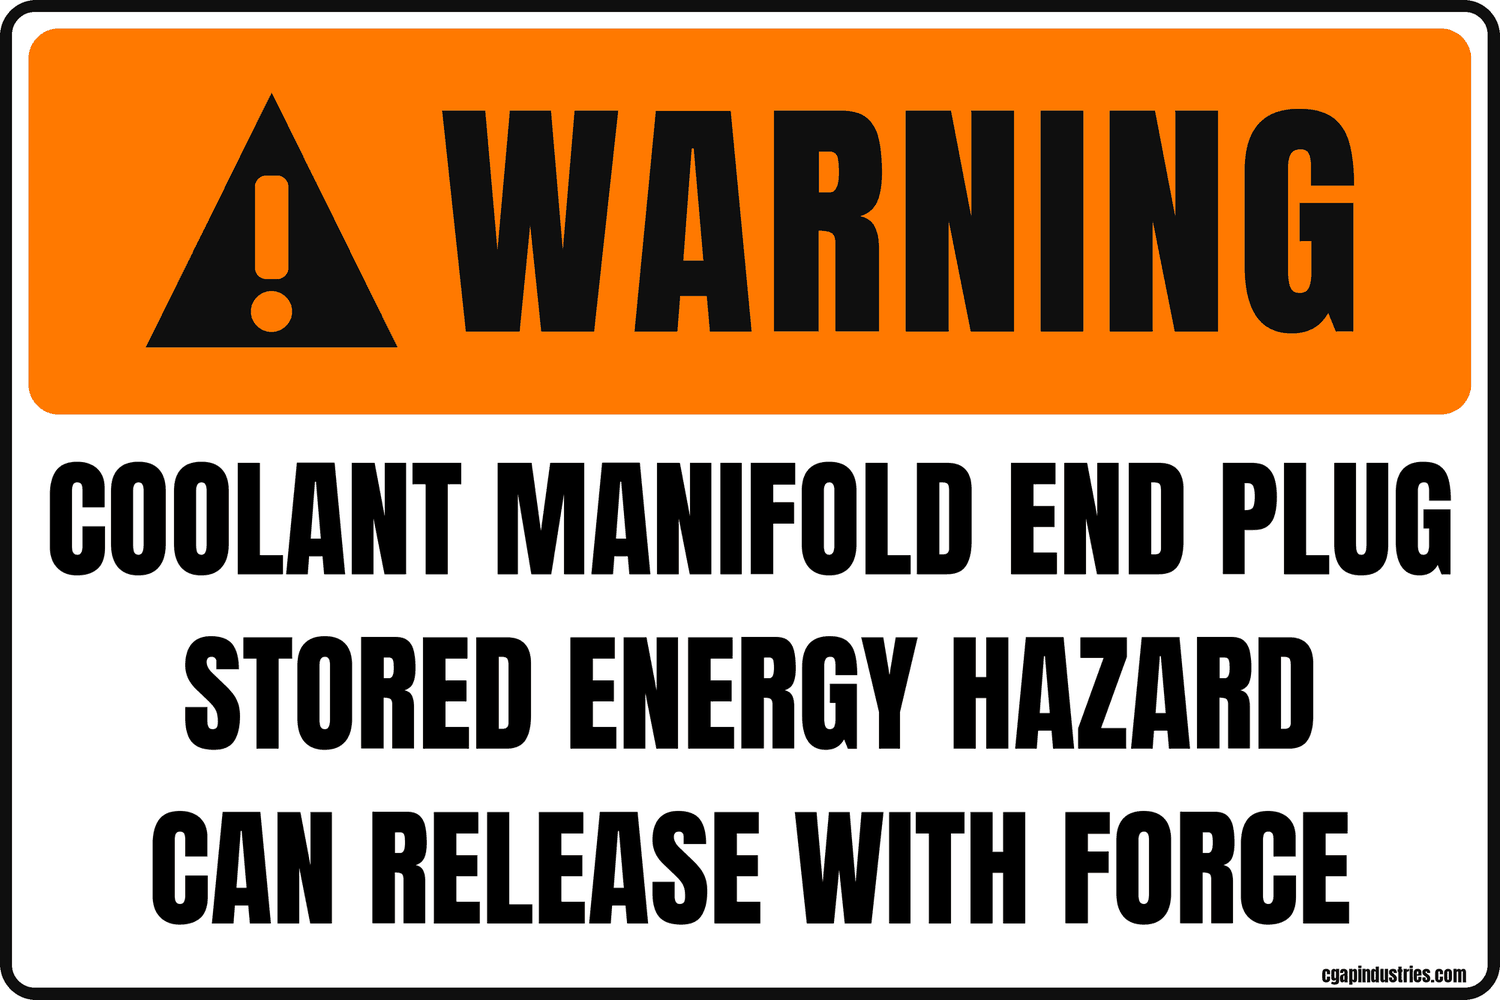 WARNING
COOLANT MANIFOLD END PLUG
STORED ENERGY HAZARD
CAN RELEASE WITH FORCE
cgapindustries.com